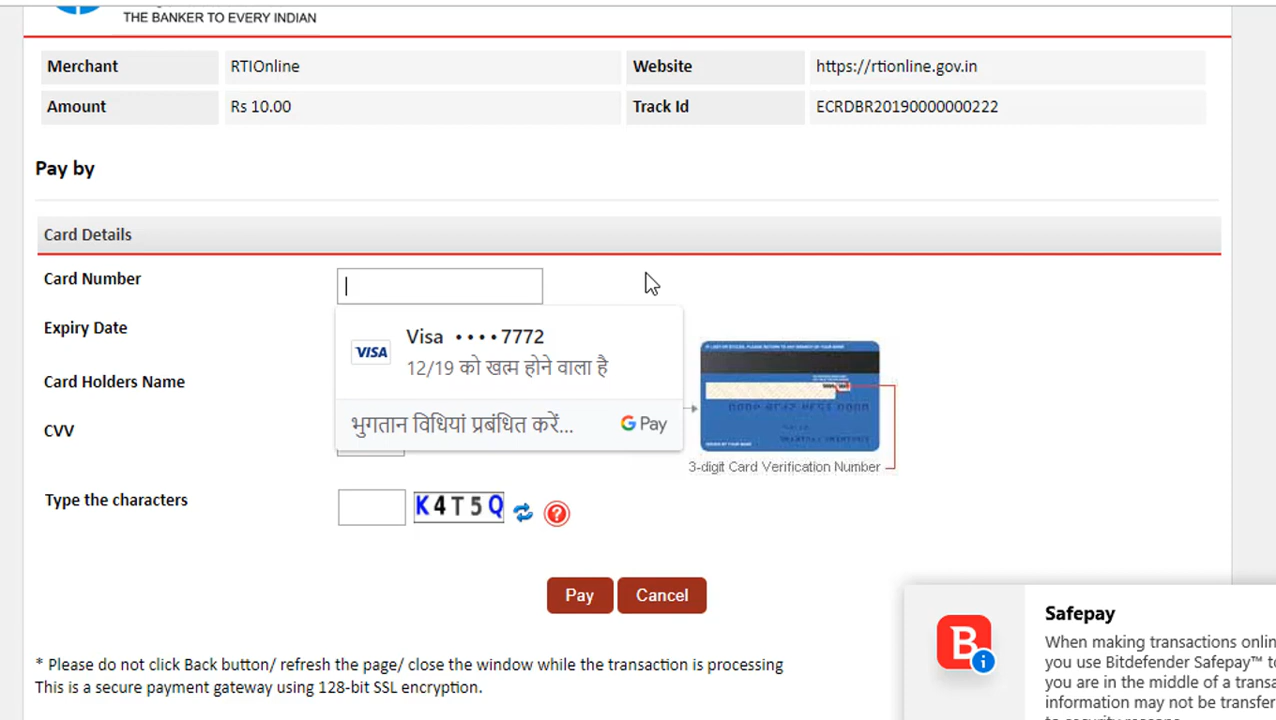 THE BANKER TO EVERY INDIAN
Merchant RTIOnline Website https://rtionline.gov.in
Amount Rs 10.00 Track Id ECRDBR20190000000222
Pay by
Card Details
Card Number
Visa ••••7772
Expiry Date
12/19 को खत्म होने वाला है
VISA
Card Holders Name
भुगतान विधियां प्रबंधित करें...
G Pay
CVV
3-digit Card Verification Number
Type the characters K4T5Q
Pay Cancel
Safepay
When making transactions onlin
you use Bitdefender Safepay™ to
you are in the middle of a transa
information may not be transfer
* Please do not click Back button/ refresh the page/ close the window while the transaction is processing
This is a secure payment gateway using 128-bit SSL encryption.